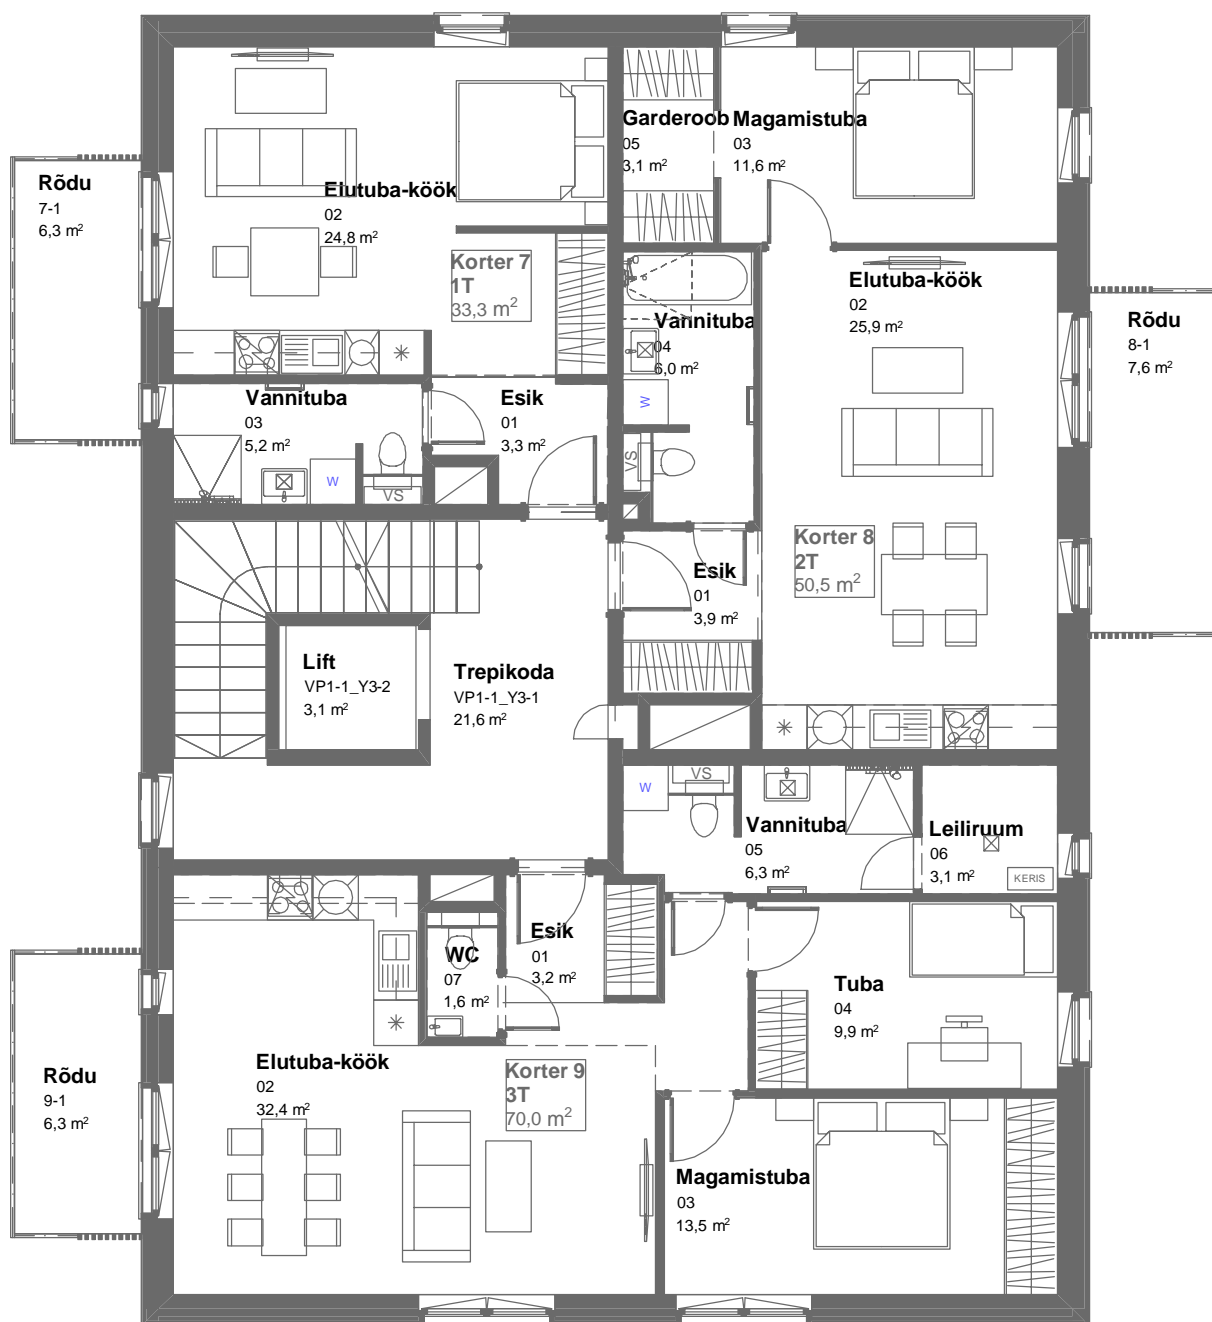 Rõdu
7-1
6,3 m²
Elutuba-köök
02
24,8 m²
Korter 7
1T
33,3 m²
Garderoob
05
3,1 m²
Magamistuba
03
11,6 m²
Elutuba-köök
02
25,9 m²
Rõdu
8-1
7,6 m²
Vannituba
04
6,0 m²
W
VS
Vannituba
03
5,2 m²
W
VS
Esik
01
3,3 m²
Korter 8
2T
50,5 m²
Esik
01
3,9 m²
Lift
VP1-1_Y3-2
3,1 m²
Trepikoda
VP1-1_Y3-1
21,6 m²
W
VS
Vannituba
05
6,3 m²
Leiliruum
06
3,1 m²
KERIS
WC
07
1,6 m²
Esik
01
3,2 m²
Tuba
04
9,9 m²
Rõdu
9-1
6,3 m²
Elutuba-köök
02
32,4 m²
Korter 9
3T
70,0 m²
Magamistuba
03
13,5 m²